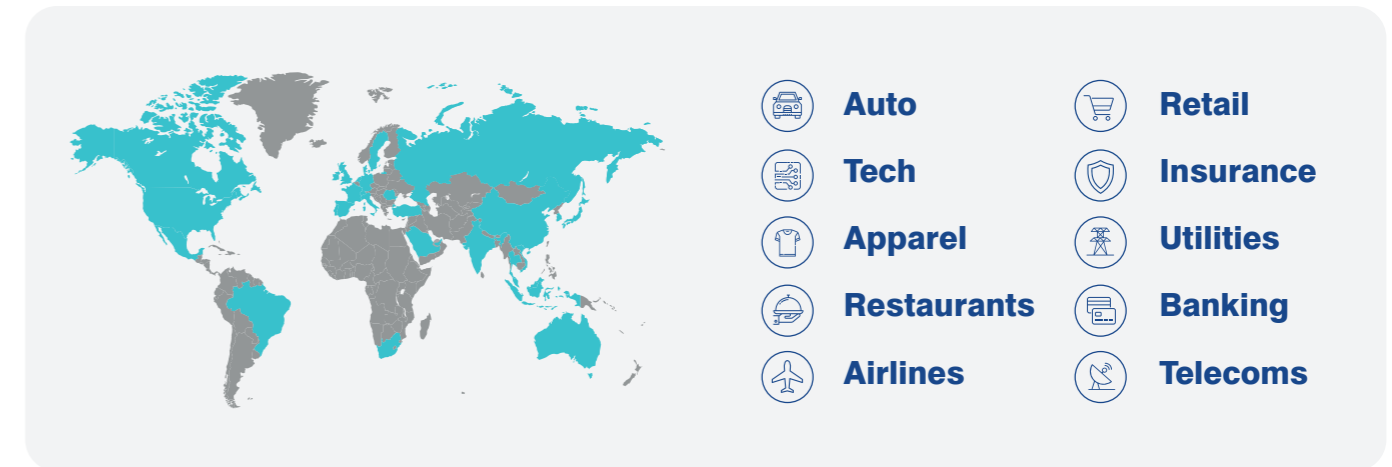 Auto
Tech
Apparel
Restaurants
Airlines
Retail
Insurance
Utilities
Banking
Telecoms